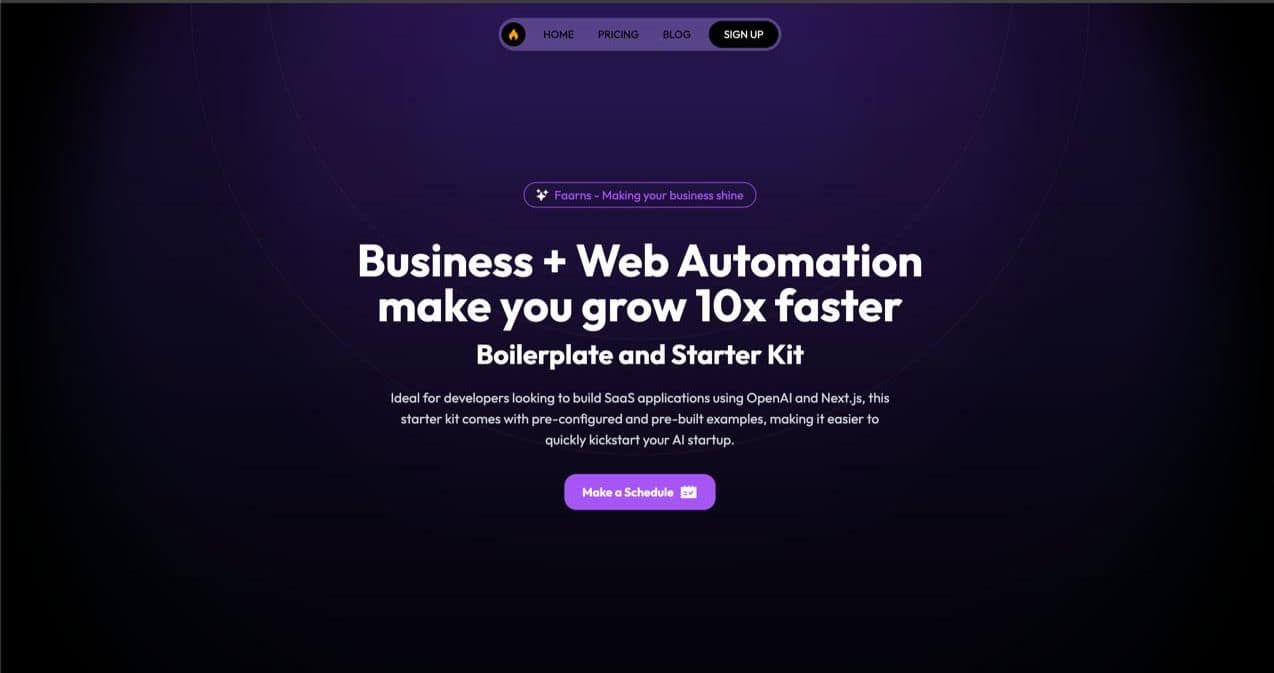 HOME PRICING BLOG SIGN UP
Faarns - Making your business shine
Business + Web Automation
make you grow 10x faster
Boilerplate and Starter Kit
Ideal for developers looking to build SaaS applications using OpenAI and Next.js, this
starter kit comes with pre-configured and pre-built examples, making it easier to
quickly kickstart your AI startup.
Make a Schedule